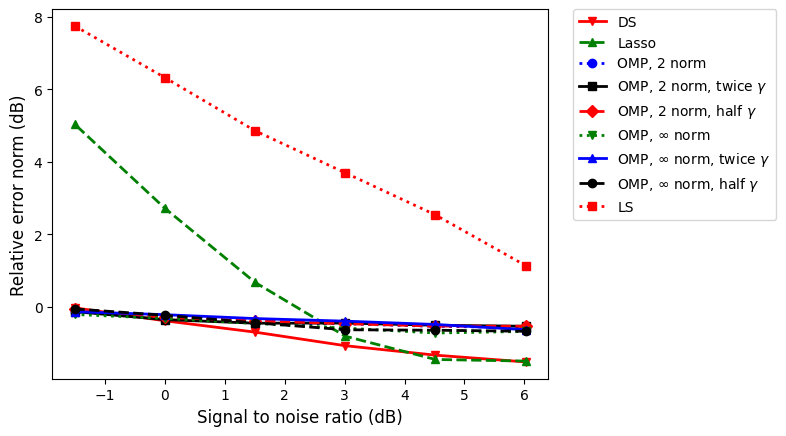 8
6
4
2
0
Relative error norm (dB)
−1
0
1
2
3
4
5
6
Signal to noise ratio (dB)
DS
Lasso
OMP, 2 norm
OMP, 2 norm, twice γ
OMP, 2 norm, half γ
OMP, ∞ norm
OMP, ∞ norm, twice γ
OMP, ∞ norm, half γ
LS